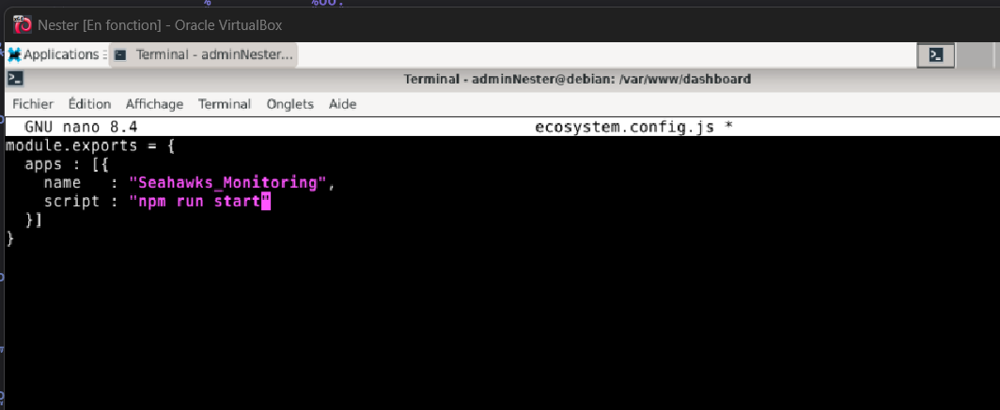 Nester [En fonction] - Oracle VirtualBox
Applications
Terminal - adminNester...
Terminal - adminNester@debian: /var/www/dashboard
Fichier Édition Affichage Terminal Onglets Aide
GNU nano 8.4 ecosystem.config.js *
module.exports = {
  apps : [{
    name   : "Seahawks_Monitoring",
    script : "npm run start"
  }]
}